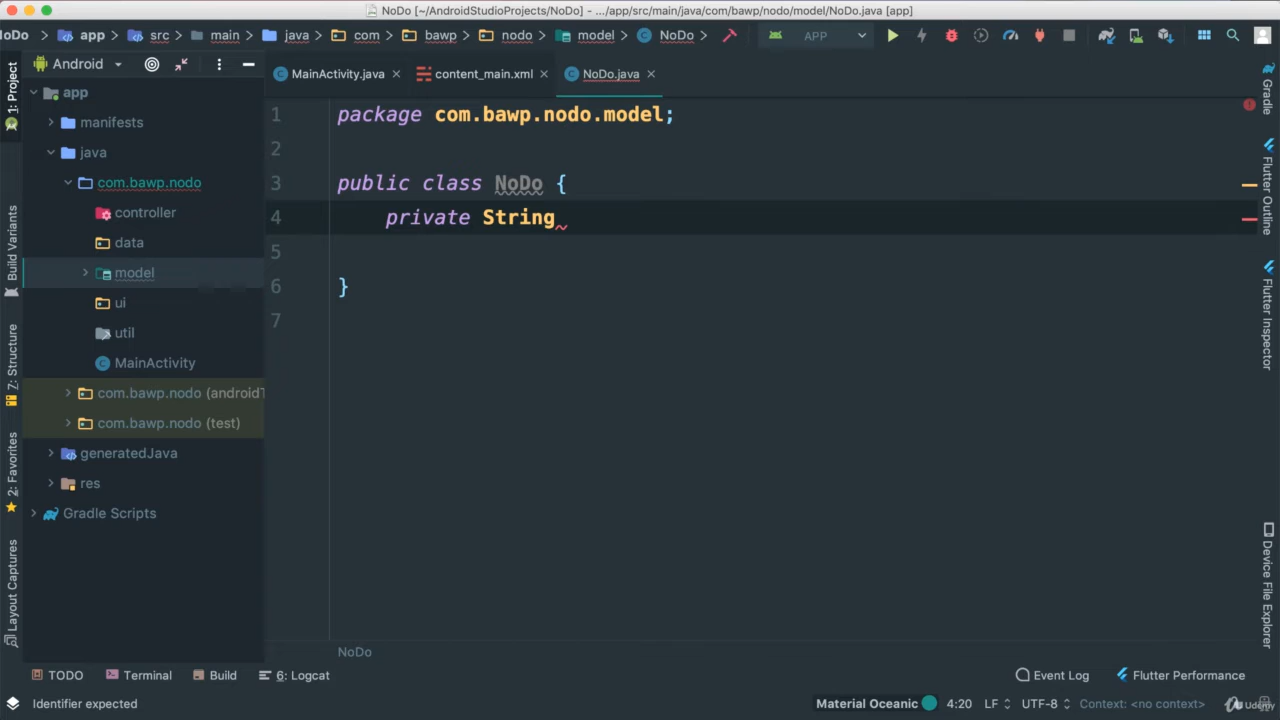 NoDo [~/AndroidStudioProjects/NoDo] - .../app/src/main/java/com/bawp/nodo/model/NoDo.java [app]
oDo app src main java com bawp nodo model NoDo APP
Android
MainActivity.java content_main.xml NoDo.java
1: Project
Build Variants
7: Structure
2: Favorites
Layout Captures
app
manifests
java
com.bawp.nodo
controller
data
model
ui
util
MainActivity
com.bawp.nodo (androidT
com.bawp.nodo (test)
generatedJava
res
Gradle Scripts
1 package com.bawp.nodo.model;
2
3 public class NoDo {
4 private String
5
6 }
7
NoDo
Gradle
Flutter Outline
Flutter Inspector
Device File Explorer
TODO Terminal Build 6: Logcat Event Log Flutter Performance
Identifier expected Material Oceanic 4:20 LF UTF-8 Context: <no context>
Udemy